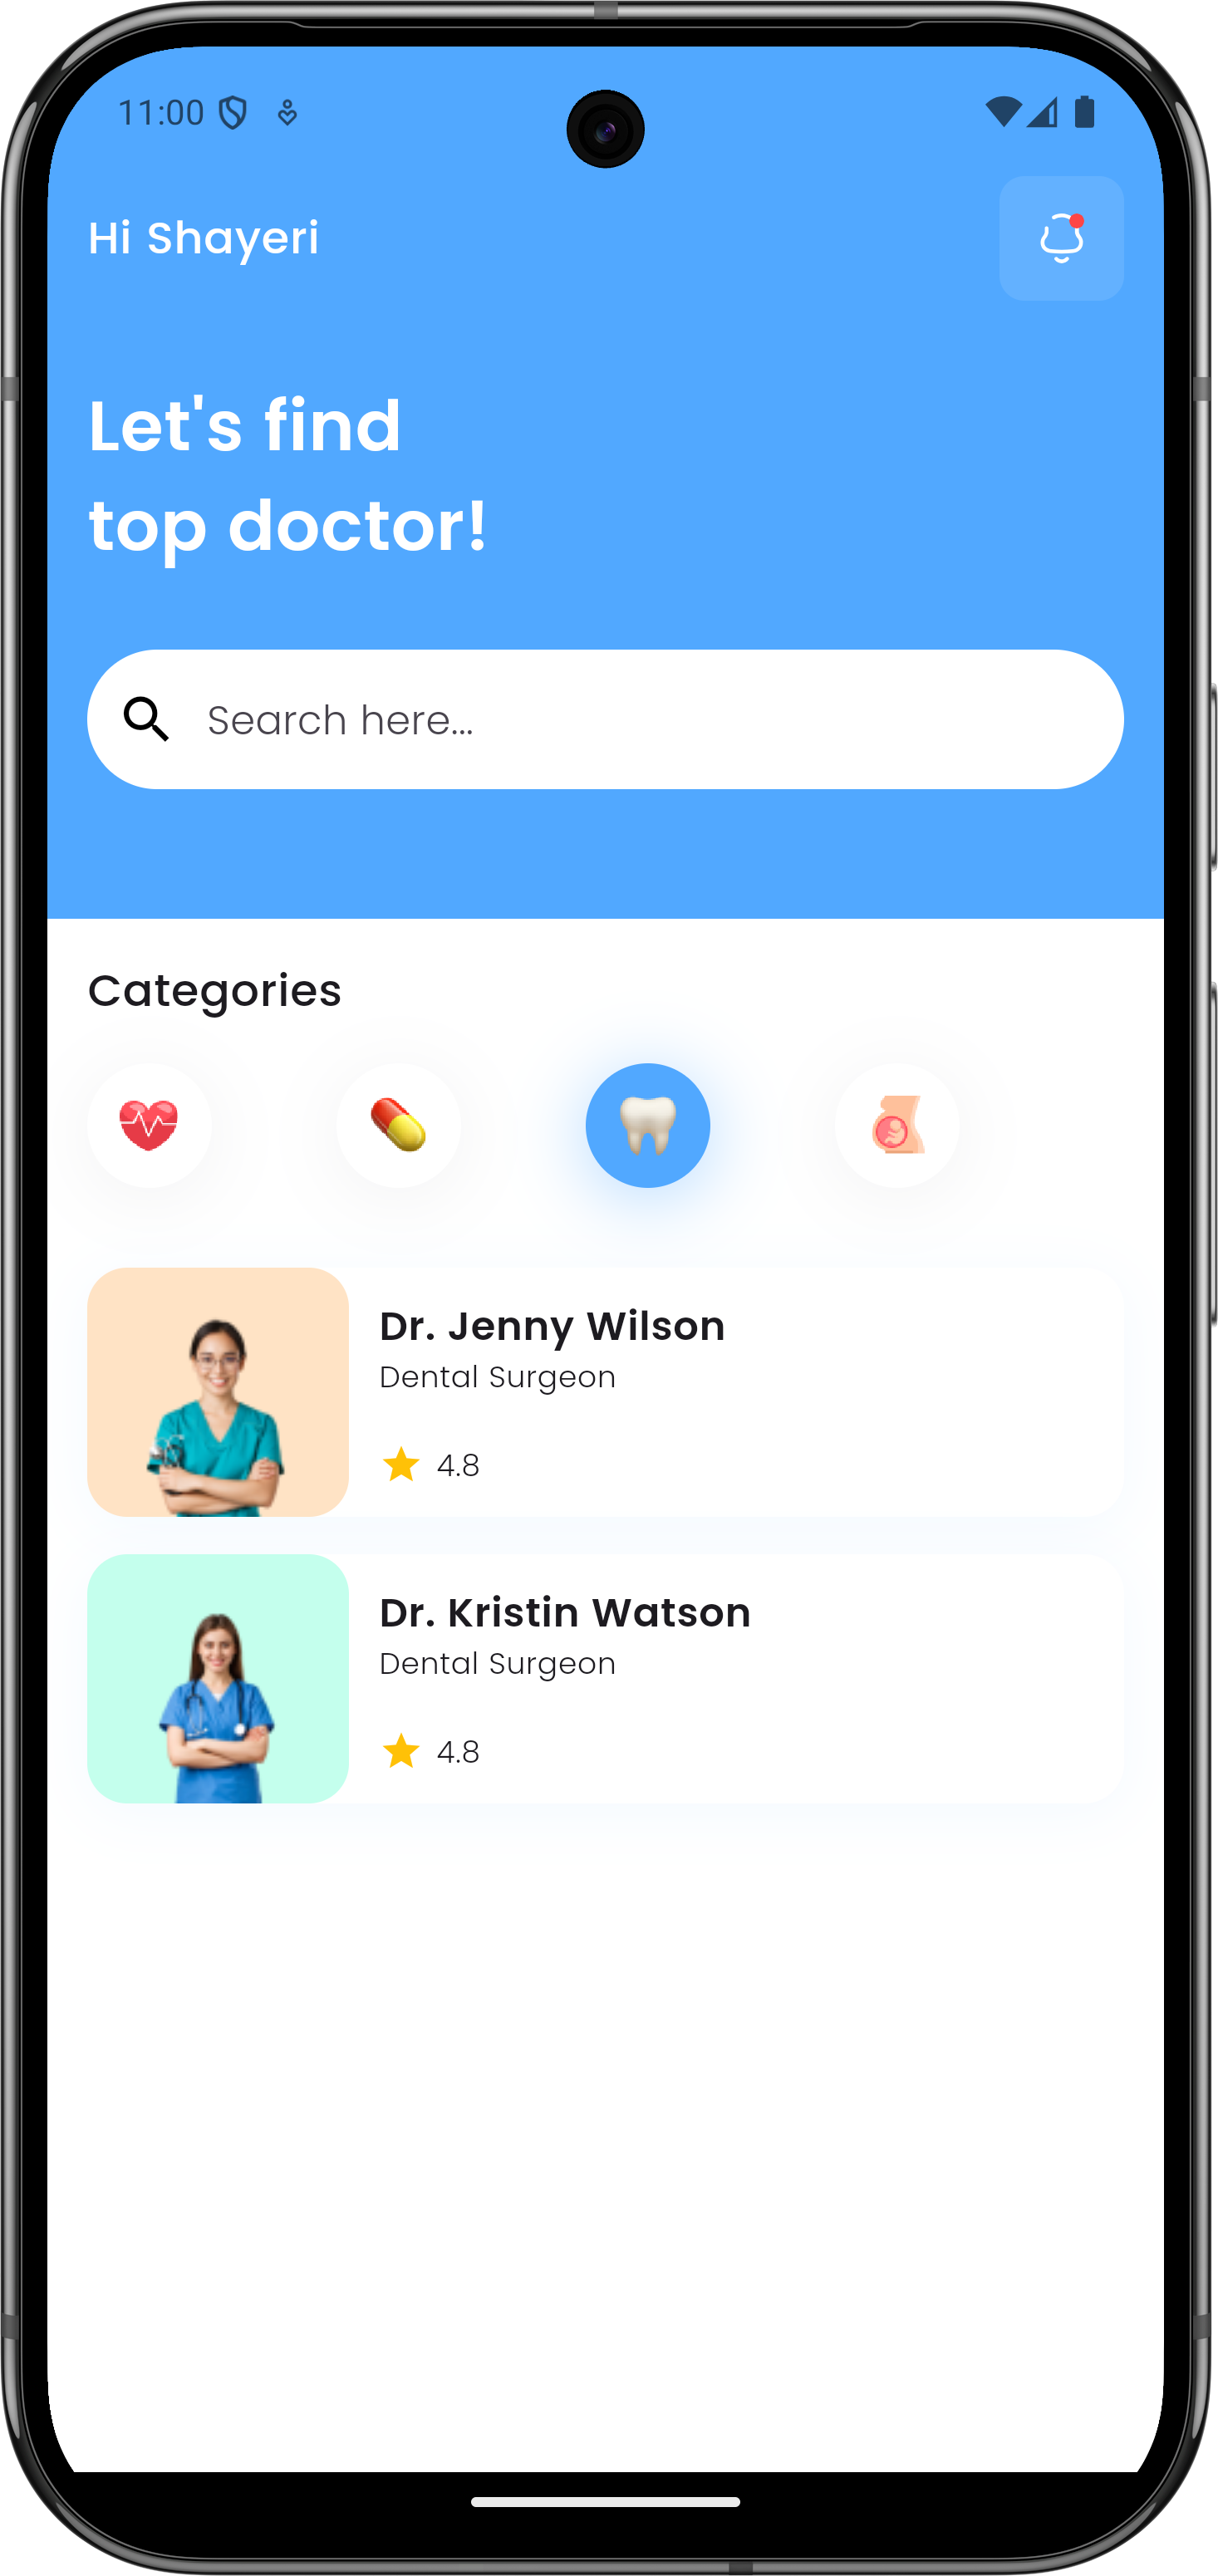 11:00
Hi Shayeri
Let's find
top doctor!
Search here...
Categories
Dr. Jenny Wilson
Dental Surgeon
4.8
Dr. Kristin Watson
Dental Surgeon
4.8